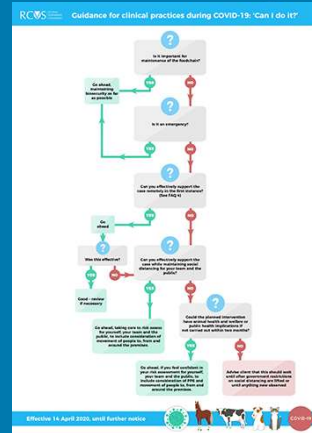 RCVS
Guidance for clinical practices during COVID-19: 'Can I do it?'
?
Is it important for
maintenance of the foodchain?
YES
NO
Go ahead,
maintaining
biosecurity as far
as possible
?
Is it an emergency?
YES
NO
?
Can you effectively support the
case remotely in the first instance?
(See FAQ 4)
YES
NO
Go
ahead
?
Was this effective?
YES
NO
Good - review
if necessary
?
Can you effectively support the
case while maintaining social
distancing for your team and the
public?
YES
NO
Go ahead, taking care to risk assess
for yourself, your team and the
public, to include consideration of
movement of people to, from and
around the premises
?
Could the planned intervention
have animal health and welfare or
public health implications if
not carried out within two months?
YES
NO
Go ahead, if you feel confident in
your risk assessment for yourself,
your team and the public, to
include consideration of PPE and
movement of people to, from and
around the premises
Advise client that this should wait
until after government restrictions
on social distancing are lifted or
until anything new observed
Effective 14 April 2020, until further notice
COVID-19